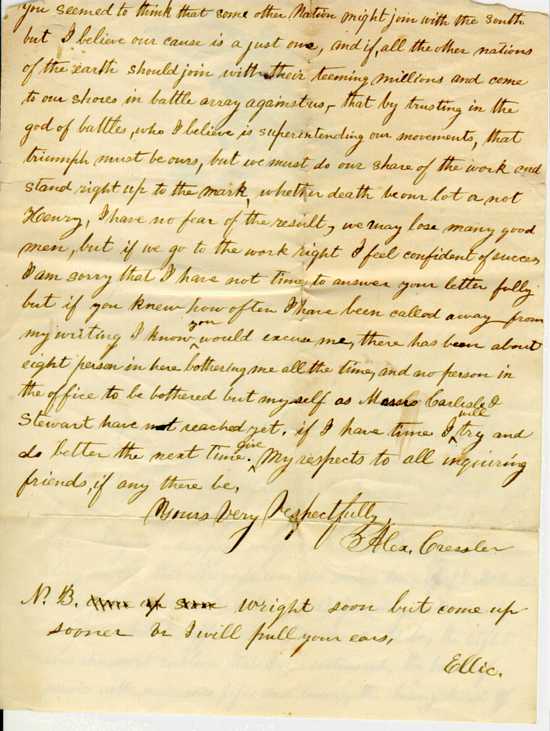 you seemed to think that some other Nation might join with the south
but I believe our cause is a just one, and if, all the other nations
of the earth should join with their teeming millions and come
to our shores in battle array against us, that by trusting in the
god of battles, who I believe is superintending our movements, that
triumph must be ours, but we must do our share of the work and
stand right up to the mark, whether death be our lot a not
Henry, I have no fear of the result, we may lose many good
men, but if we go to the work right I feel confident of succes
I am sorry that I have not time, to answer your letter fully
but if you knew how often I have been called away from
my writing I know you would excuse me, there has been about
eight person in here bothering me all the time, and no person in
the office to be bothered but my self as Messrs Carlisle &
Stewart have not reached yet. if I have time I will try and
do better the next time. give My respects to all inquiring
friends, if any there be,
Yours Very Respectfully,
Alex. Cressler
N. B. wright soon but come up
sooner or I will pull your ears,
Ellic.